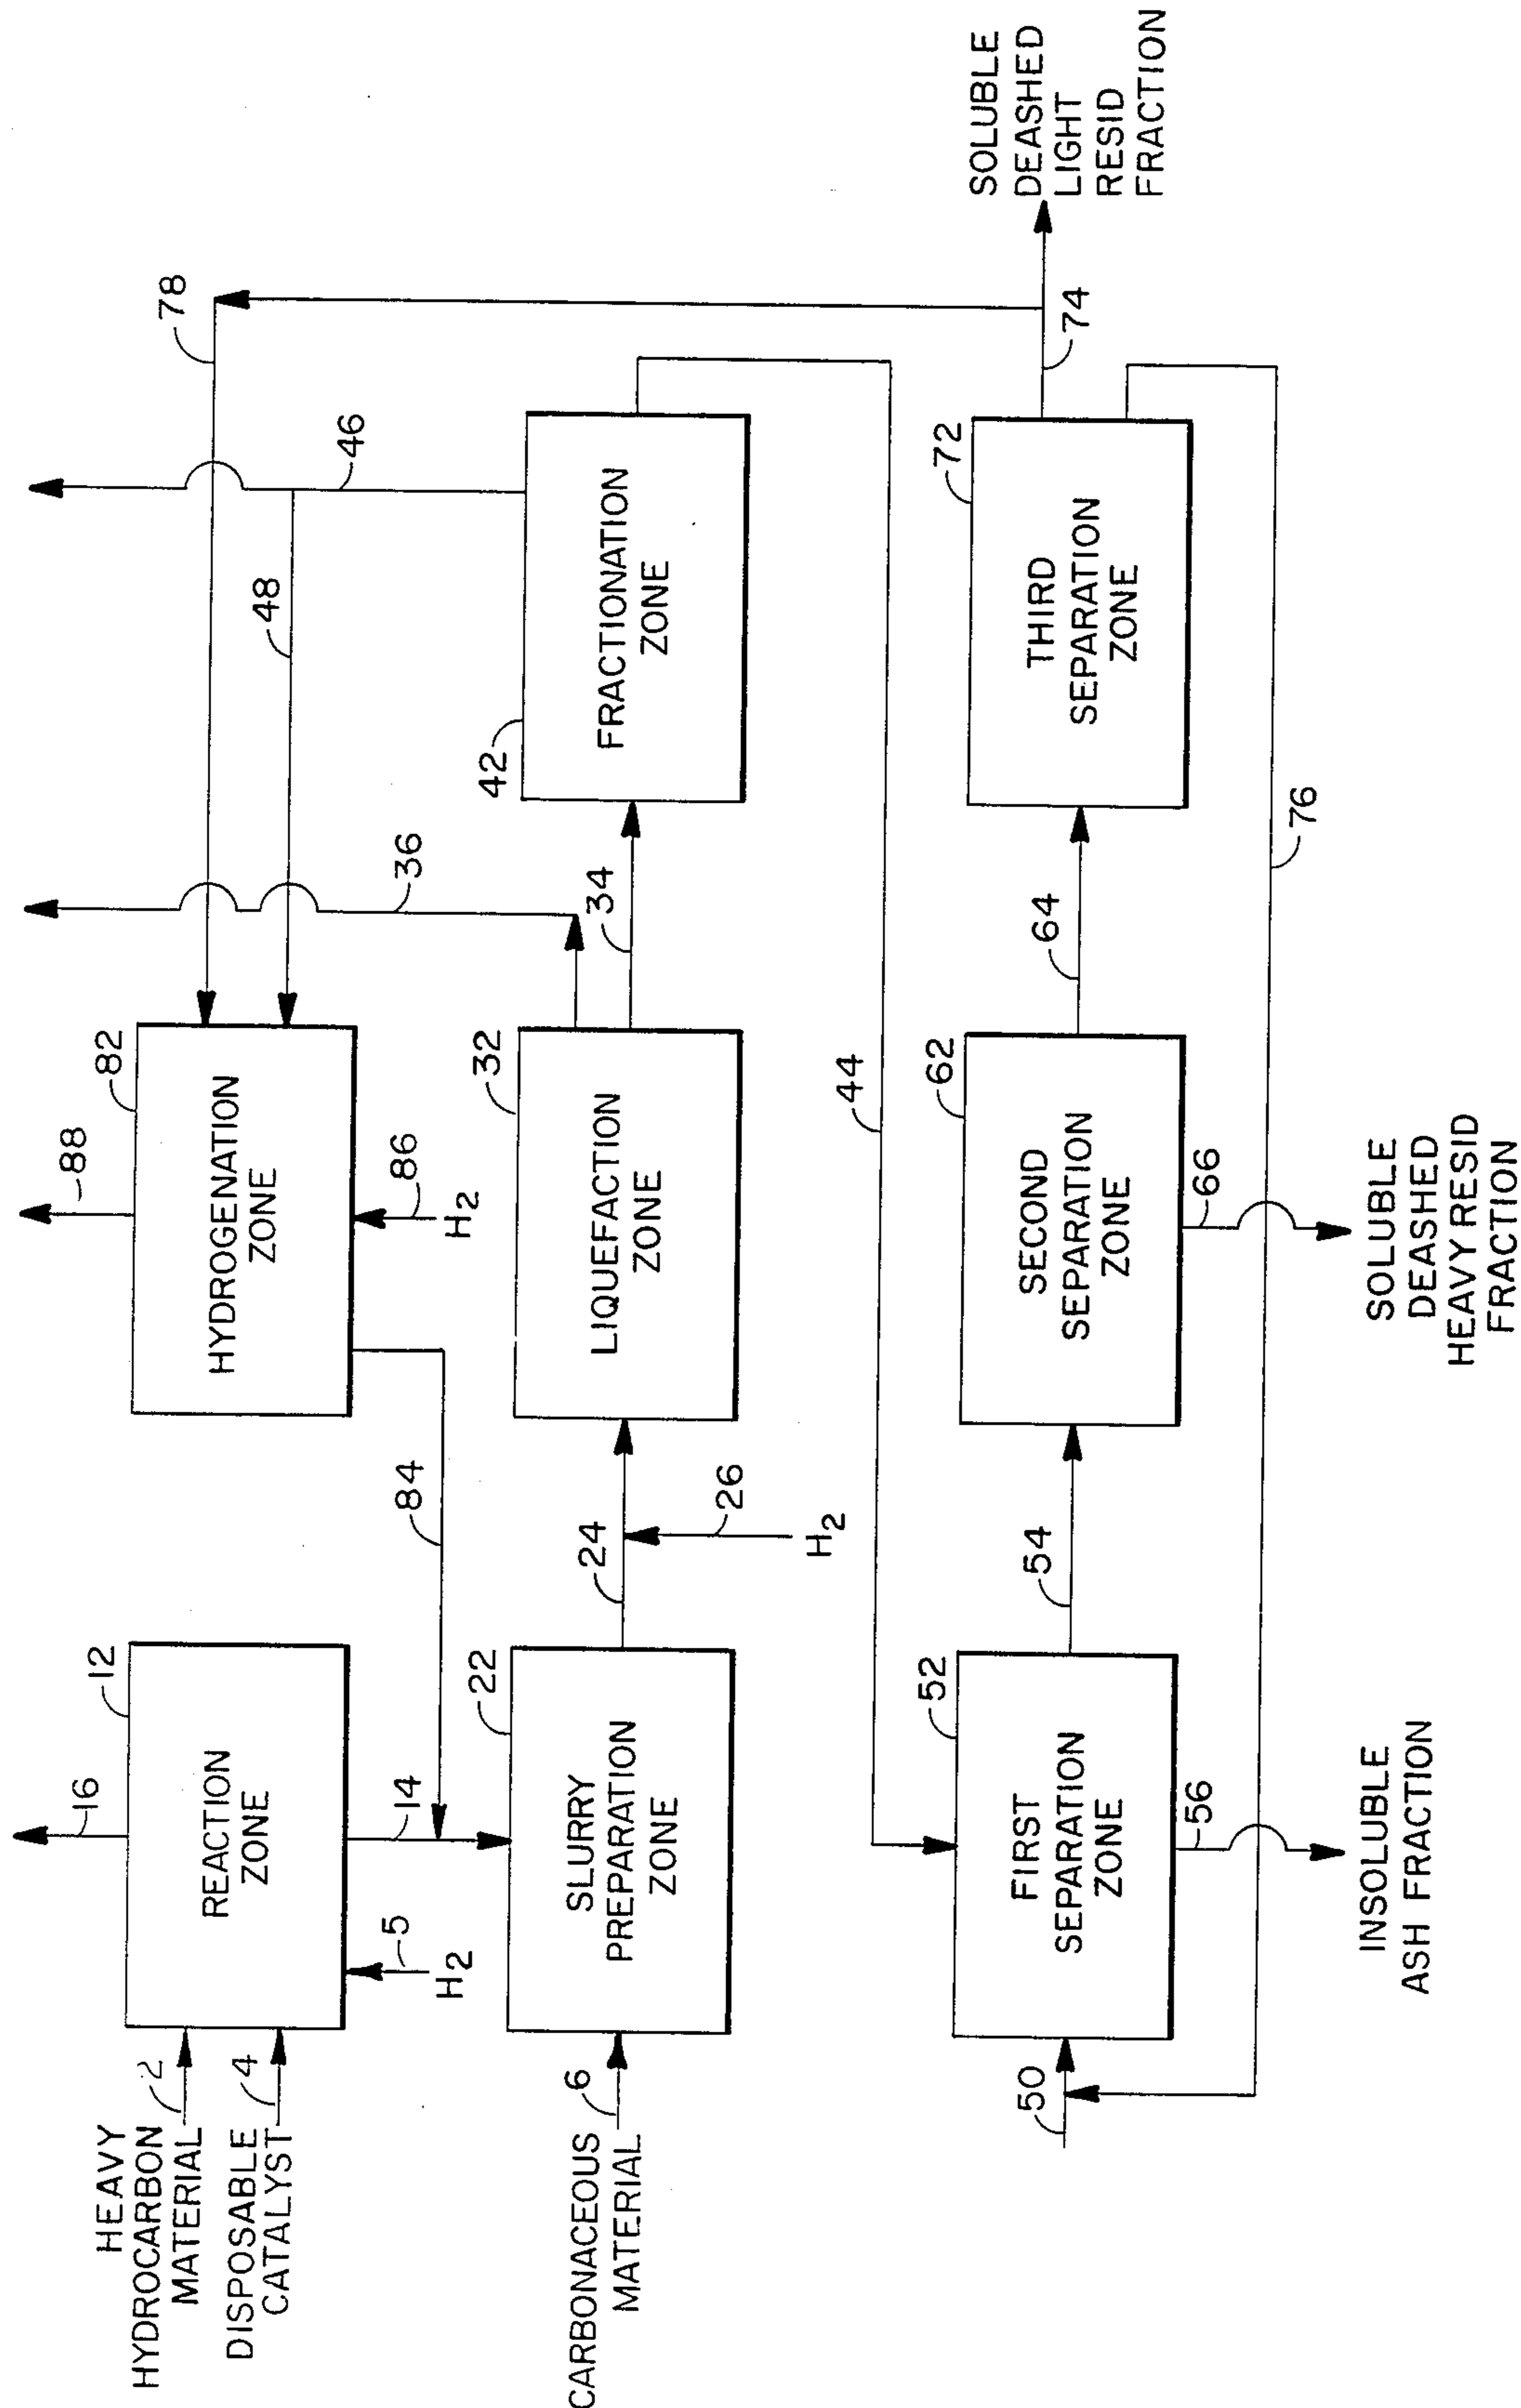 HEAVY
HYDROCARBON
MATERIAL
2
DISPOSABLE
CATALYST
4
5
H2
REACTION
ZONE
12
16
14
84
HYDROGENATION
ZONE
82
88
86
H2
78
48
46
36
CARBONACEOUS
MATERIAL
6
SLURRY
PREPARATION
ZONE
22
24
26
H2
LIQUEFACTION
ZONE
32
34
FRACTIONATION
ZONE
42
44
50
FIRST
SEPARATION
ZONE
52
54
56
INSOLUBLE
ASH FRACTION
SECOND
SEPARATION
ZONE
62
64
66
SOLUBLE
DEASHED
HEAVY RESID
FRACTION
THIRD
SEPARATION
ZONE
72
74
76
SOLUBLE
DEASHED
LIGHT
RESID
FRACTION